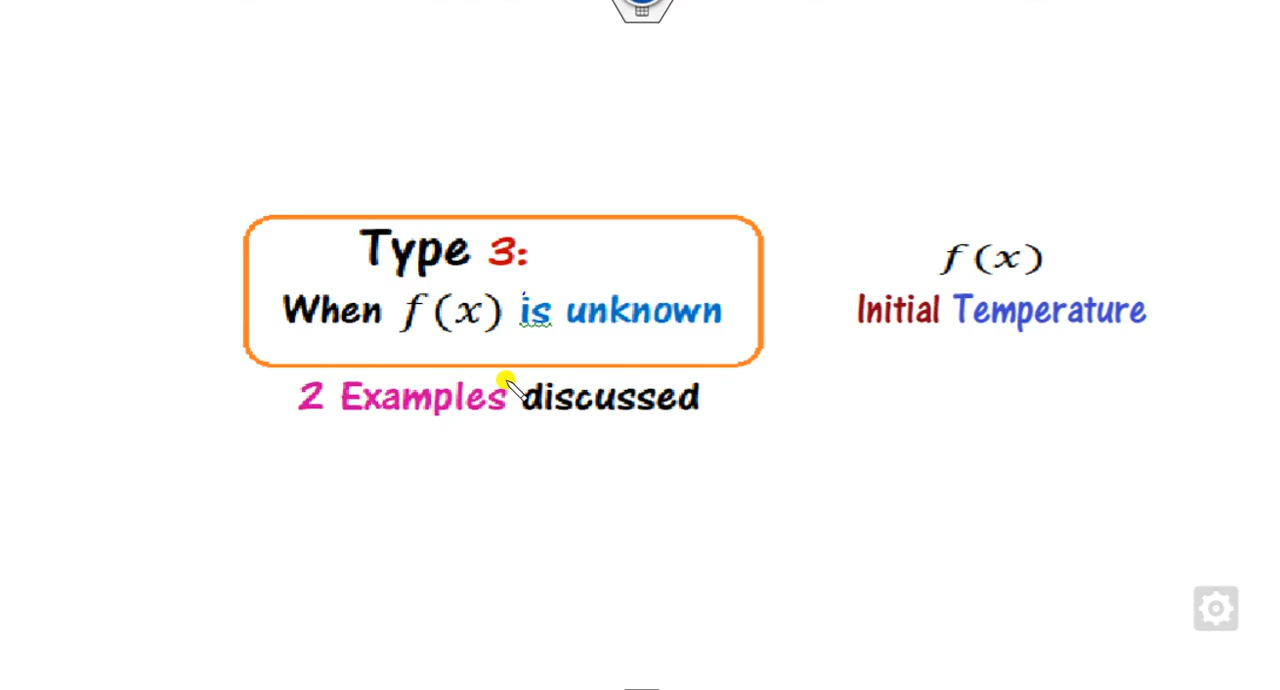 Type 3:
When f(x) is unknown
2 Examples discussed
f(x)
Initial Temperature